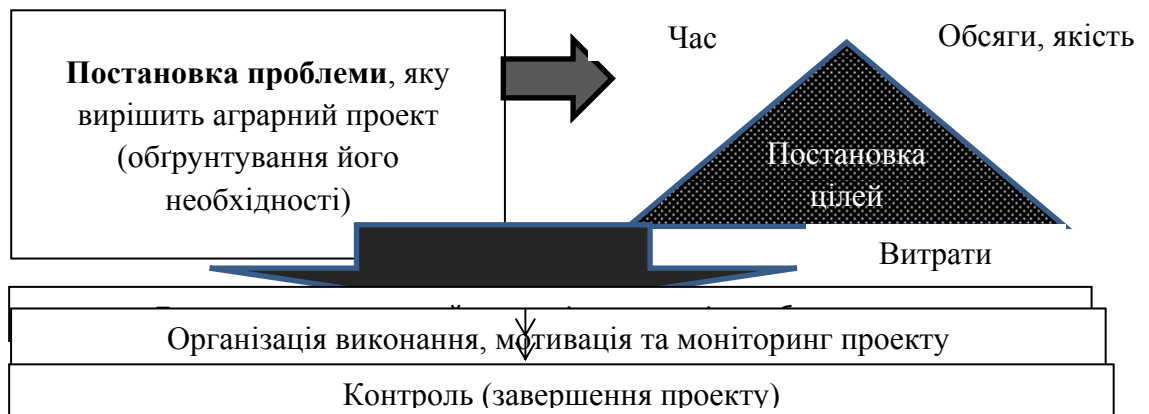 Постановка проблеми, яку
вирішить аграрний проект
(обґрунтування його
необхідності)
Час
Обсяги, якість
Постановка
цілей
Витрати
Організація виконання, мотивація та моніторинг проекту
Контроль (завершення проекту)